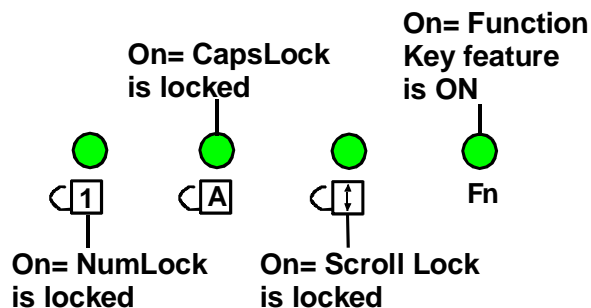 On= Function
Key feature
is ON
On= CapsLock
is locked
1
A
Fn
On= NumLock
is locked
On= Scroll Lock
is locked